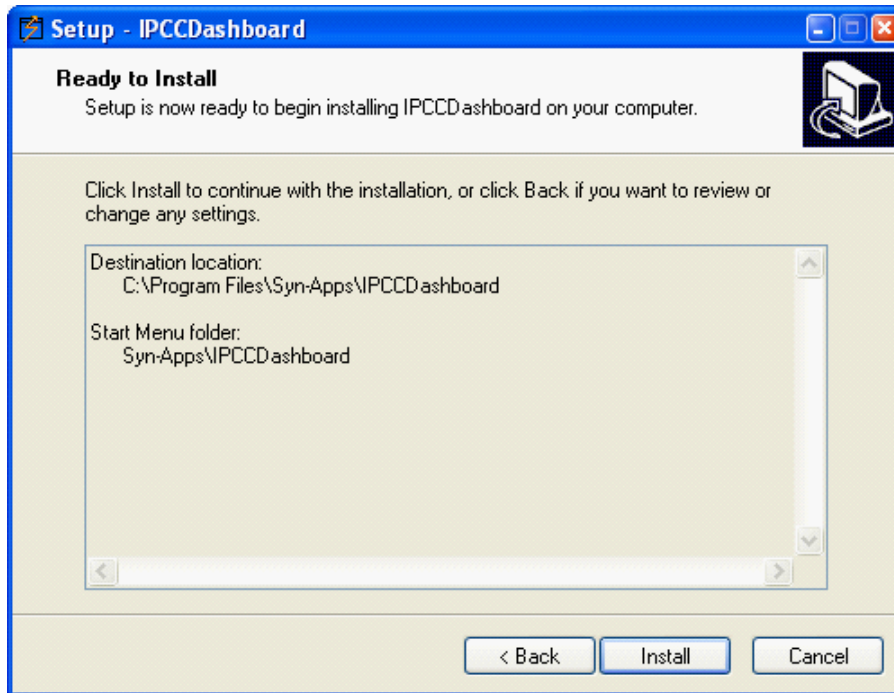 Setup - IPCCDashboard
Ready to Install
Setup is now ready to begin installing IPCCDashboard on your computer.
Click Install to continue with the installation, or click Back if you want to review or
change any settings.
Destination location:
C:\Program Files\Syn-Apps\IPCCDashboard
Start Menu folder:
Syn-Apps\IPCCDashboard
< Back Install Cancel